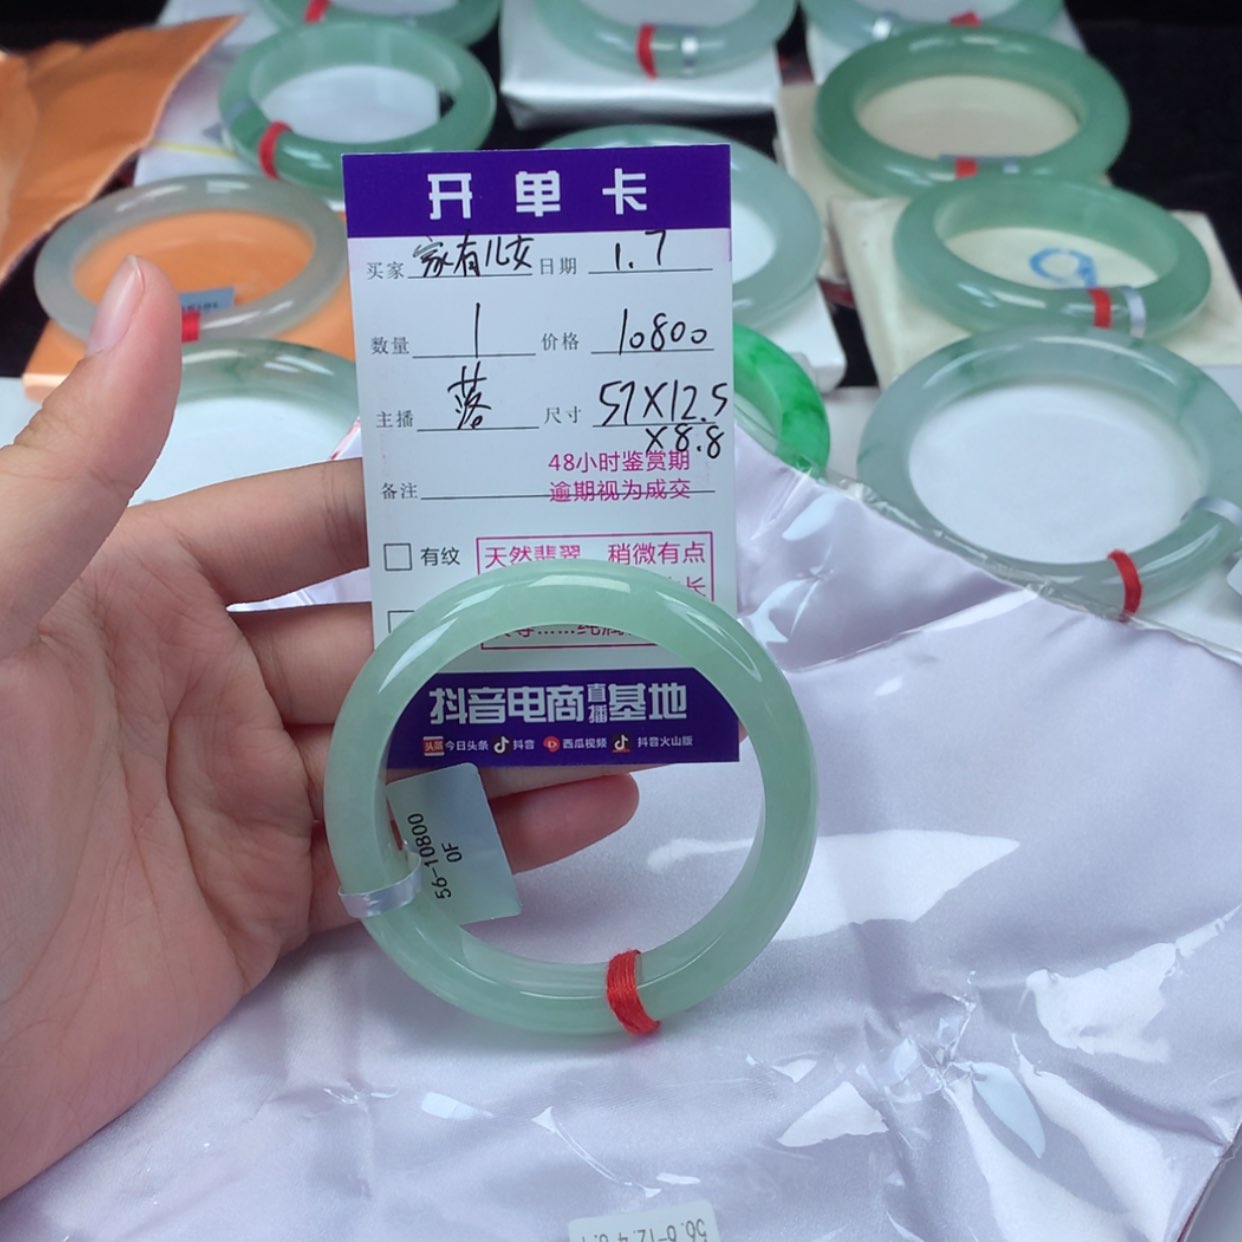 开单卡
买家 家有儿女 日期 1.7
数量 1 价格 10800
主播 落 尺寸 57X12.5
X8.8
48小时鉴赏期
备注 逾期视为成交
有纹 天然翡翠 稍微有点
长
抖音电商直播基地
头条 今日头条 抖音 西瓜视频 抖音火山版
56-10800
0F